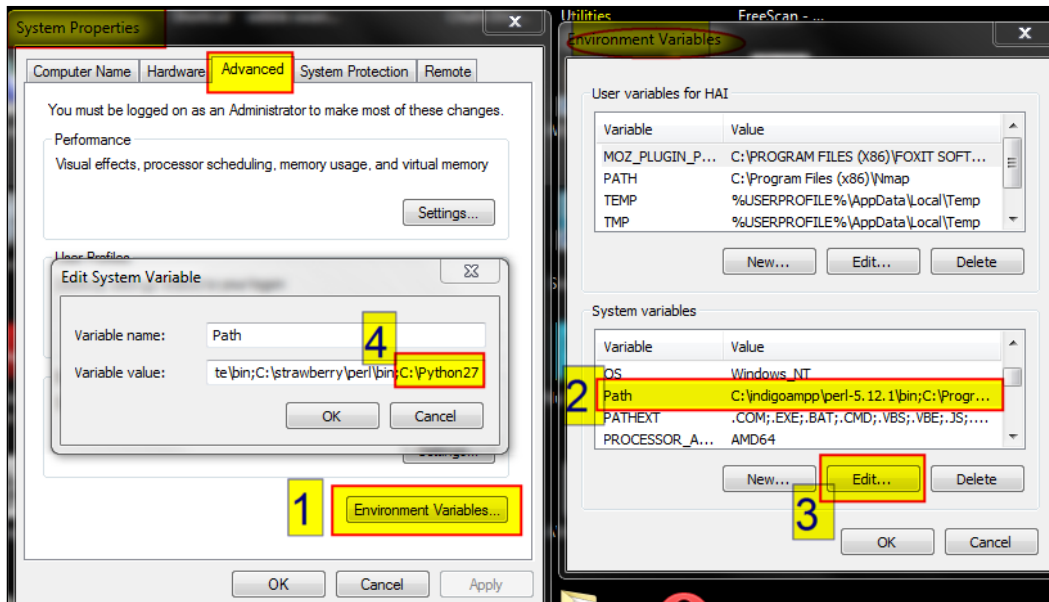 System Properties
Computer Name Hardware Advanced System Protection Remote
You must be logged on as an Administrator to make most of these changes.
Performance
Visual effects, processor scheduling, memory usage, and virtual memory
Settings...
User Profiles
Edit System Variable
Variable name: Path
4
Variable value: te\bin;C:\strawberry\perl\bin;C:\Python27
OK Cancel
Settings...
1 Environment Variables...
OK Cancel Apply
Utilities FreeScan - ...
Environment Variables
User variables for HAI
Variable Value
MOZ_PLUGIN_P... C:\PROGRAM FILES (X86)\FOXIT SOFT...
PATH C:\Program Files (x86)\Nmap
TEMP %USERPROFILE%\AppData\Local\Temp
TMP %USERPROFILE%\AppData\Local\Temp
New... Edit... Delete
System variables
Variable Value
OS Windows_NT
2 Path C:\indigoampp\perl-5.12.1\bin;C:\Progr...
PATHEXT .COM;.EXE;.BAT;.CMD;.VBS;.VBE;.JS;....
PROCESSOR_A... AMD64
New... Edit... Delete
3
OK Cancel